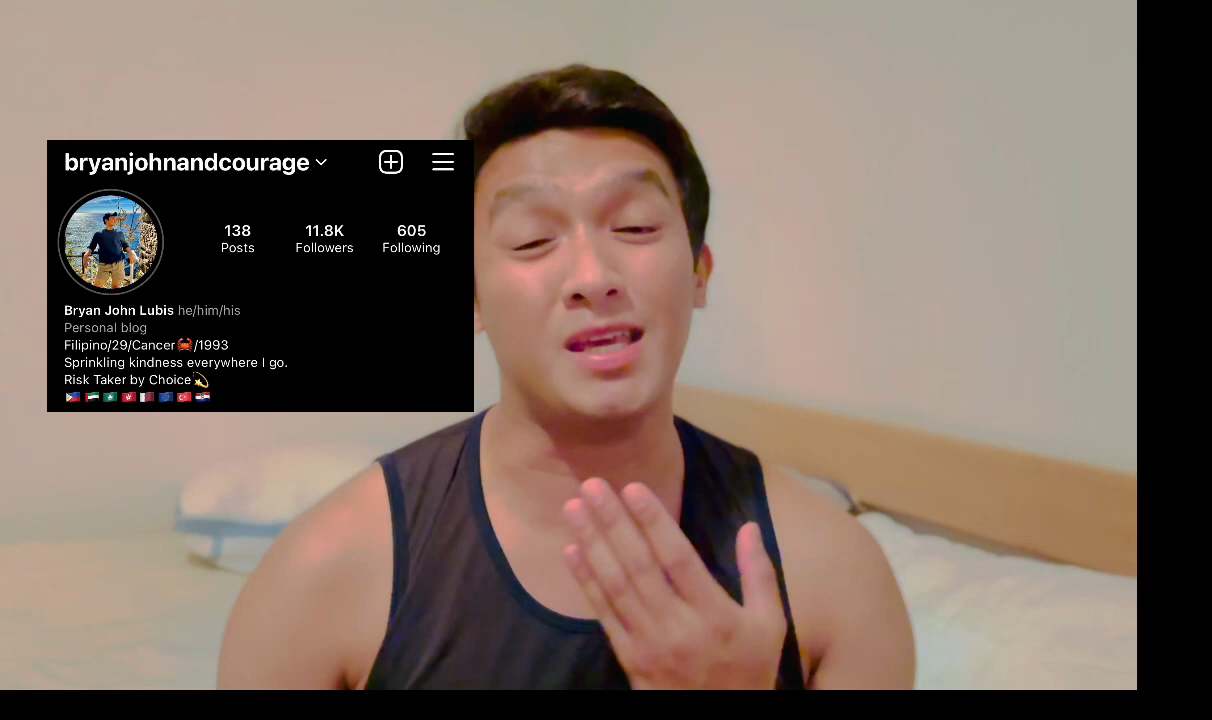 bryanjohnandcourage
138 11.8K 605
Posts Followers Following
Bryan John Lubis he/him/his
Personal blog
Filipino/29/Cancer🦀/1993
Sprinkling kindness everywhere I go.
Risk Taker by Choice💫